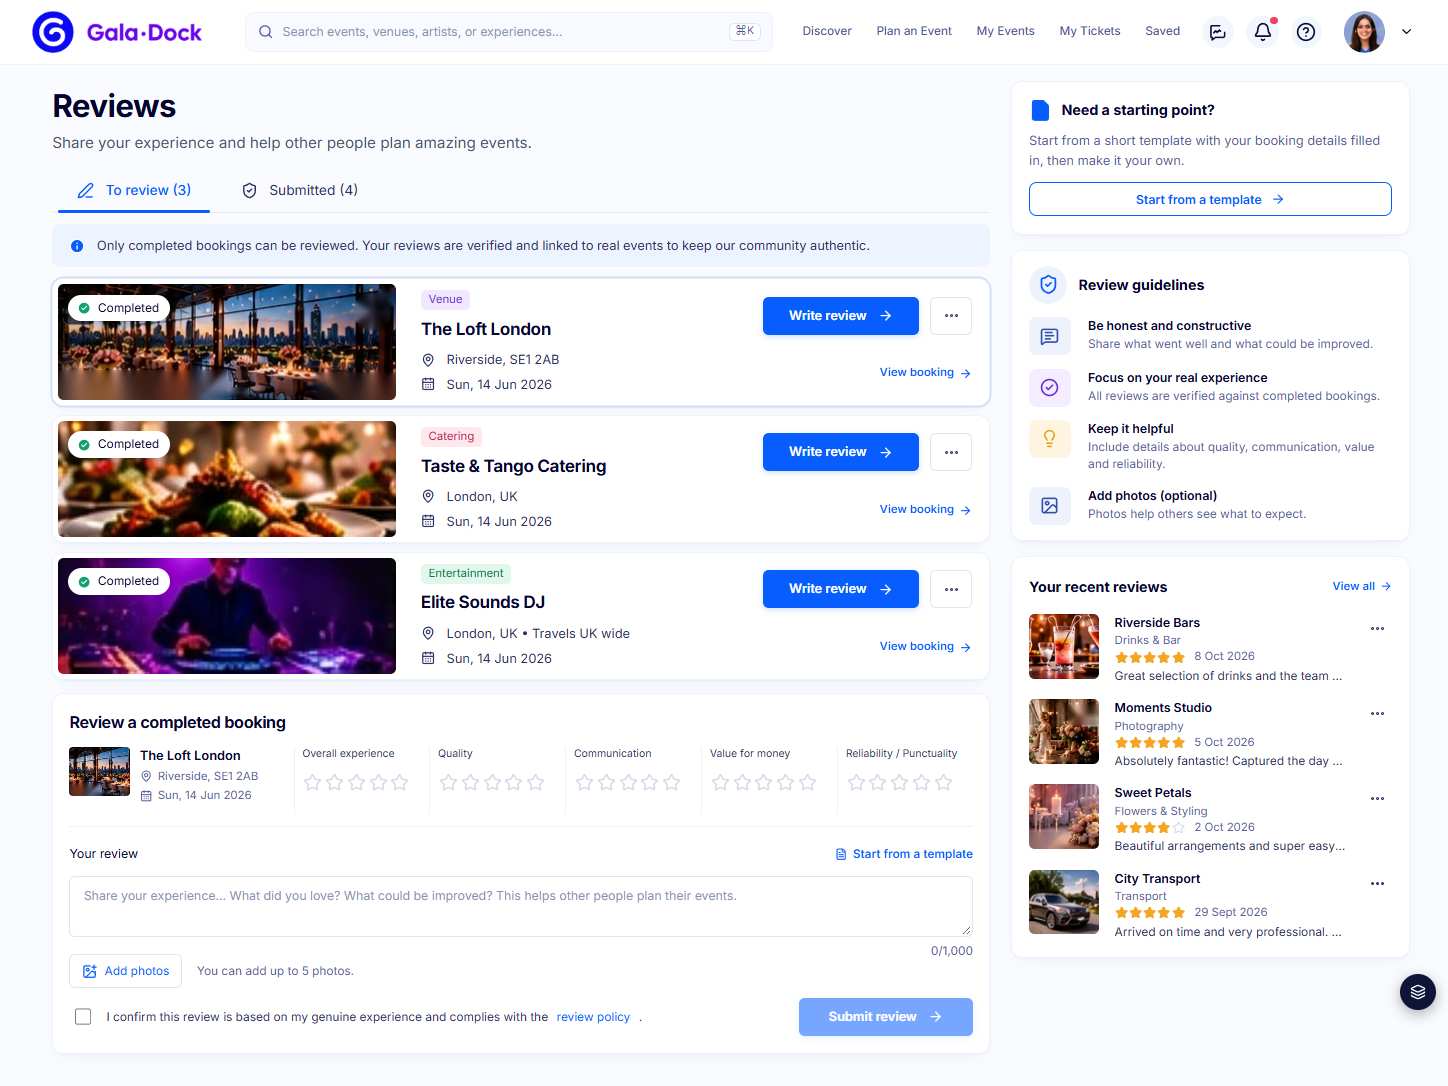 Gala·Dock
Search events, venues, artists, or experiences...
⌘K
Discover
Plan an Event
My Events
My Tickets
Saved
Reviews
Share your experience and help other people plan amazing events.
To review (3)
Submitted (4)
Only completed bookings can be reviewed. Your reviews are verified and linked to real events to keep our community authentic.
Completed
Venue
The Loft London
Riverside, SE1 2AB
Sun, 14 Jun 2026
Write review
View booking
Completed
Catering
Taste & Tango Catering
London, UK
Sun, 14 Jun 2026
Write review
View booking
Completed
Entertainment
Elite Sounds DJ
London, UK • Travels UK wide
Sun, 14 Jun 2026
Write review
View booking
Review a completed booking
The Loft London
Riverside, SE1 2AB
Sun, 14 Jun 2026
Overall experience
Quality
Communication
Value for money
Reliability / Punctuality
Your review
Start from a template
Share your experience... What did you love? What could be improved? This helps other people plan their events.
0/1,000
Add photos
You can add up to 5 photos.
I confirm this review is based on my genuine experience and complies with the review policy .
Submit review
Need a starting point?
Start from a short template with your booking details filled
in, then make it your own.
Start from a template
Review guidelines
Be honest and constructive
Share what went well and what could be improved.
Focus on your real experience
All reviews are verified against completed bookings.
Keep it helpful
Include details about quality, communication, value
and reliability.
Add photos (optional)
Photos help others see what to expect.
Your recent reviews
View all
Riverside Bars
Drinks & Bar
8 Oct 2026
Great selection of drinks and the team ...
Moments Studio
Photography
5 Oct 2026
Absolutely fantastic! Captured the day ...
Sweet Petals
Flowers & Styling
2 Oct 2026
Beautiful arrangements and super easy...
City Transport
Transport
29 Sept 2026
Arrived on time and very professional. ...